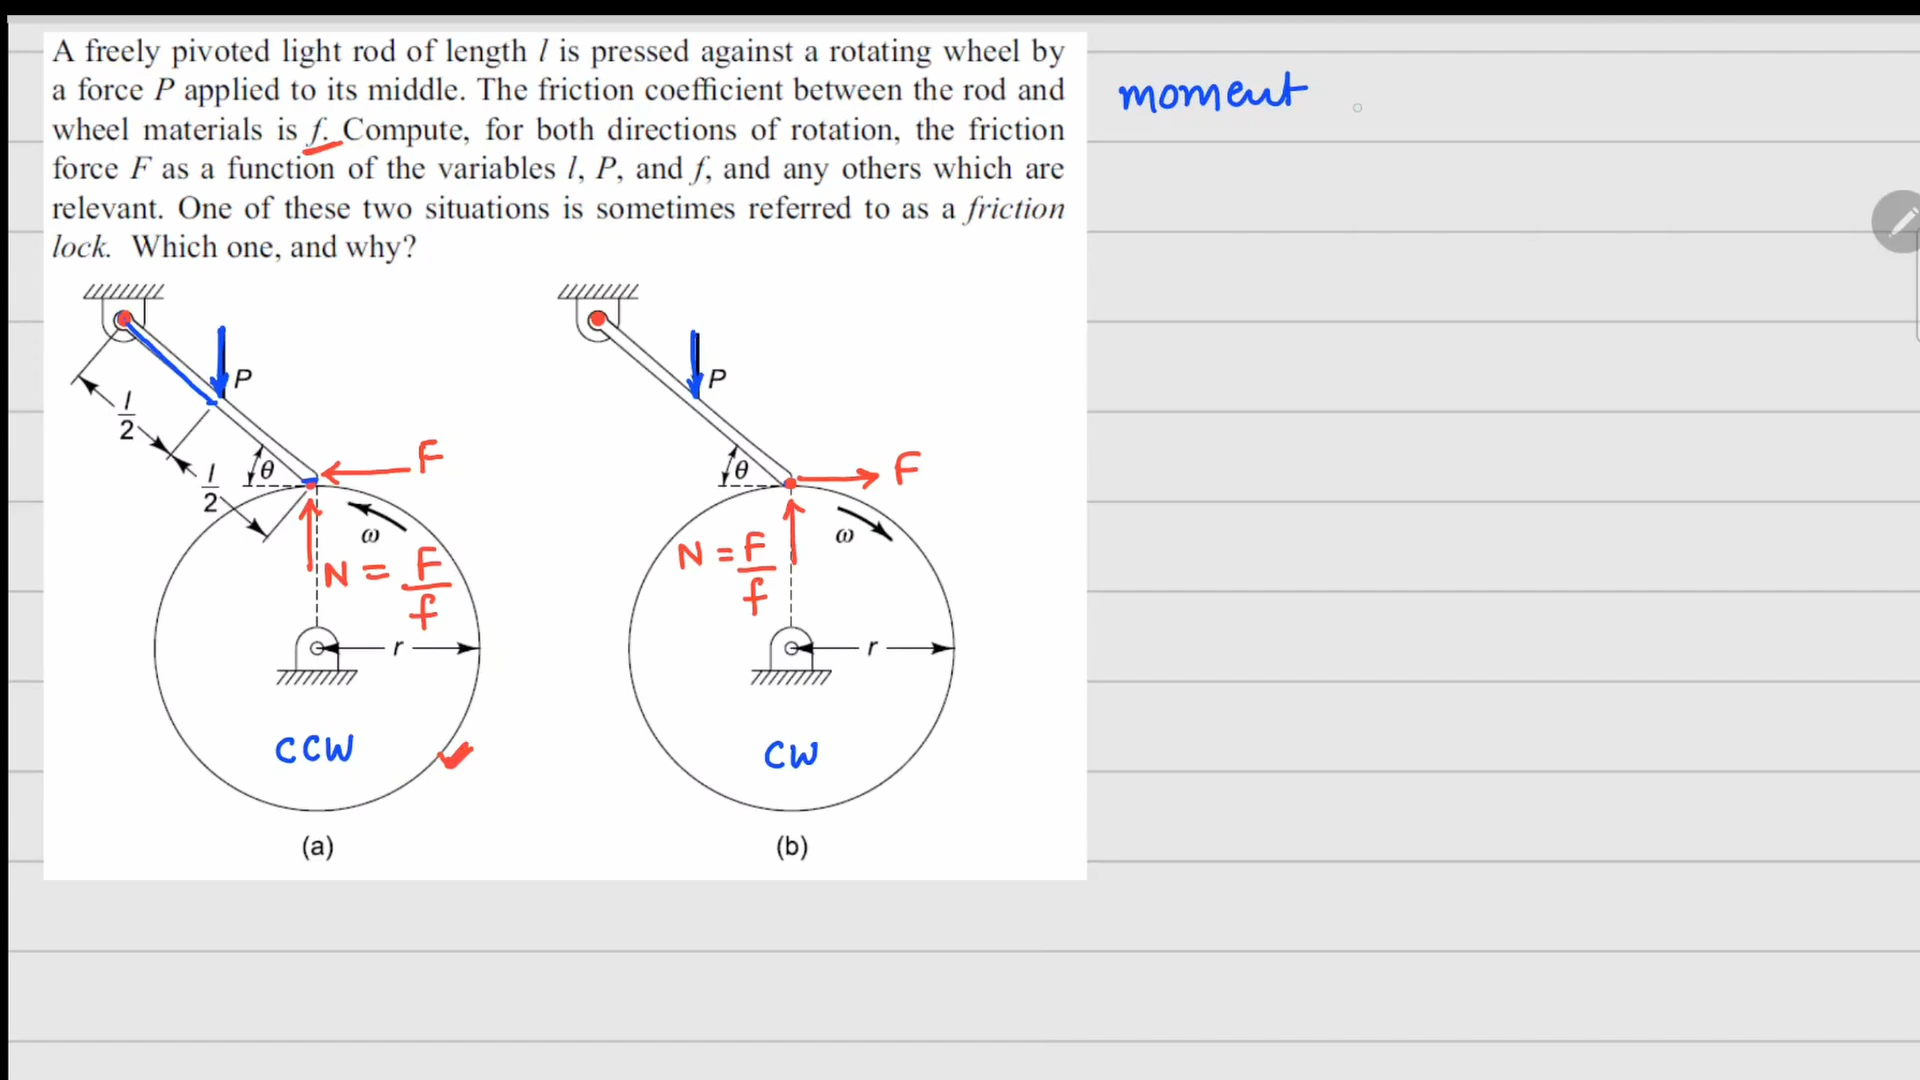 A freely pivoted light rod of length l is pressed against a rotating wheel by
a force P applied to its middle. The friction coefficient between the rod and
wheel materials is f. Compute, for both directions of rotation, the friction
force F as a function of the variables l, P, and f, and any others which are
relevant. One of these two situations is sometimes referred to as a friction
lock. Which one, and why?
moment
P
l
2
l
2
θ
F
ω
N = F
f
r
CCW
(a)
P
θ
F
ω
N = F
f
r
CW
(b)